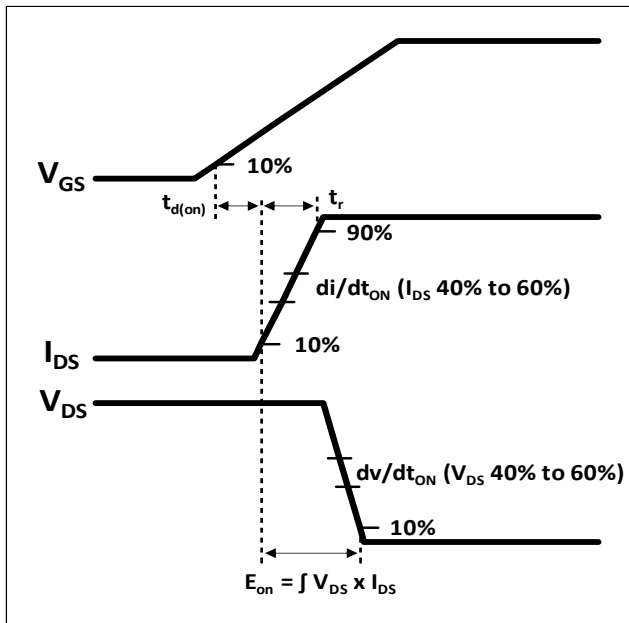 V_GS
10%
t_d(on)
t_r
90%
di/dt_ON (I_DS 40% to 60%)
10%
I_DS
V_DS
dv/dt_ON (V_DS 40% to 60%)
10%
E_on = ∫ V_DS x I_DS